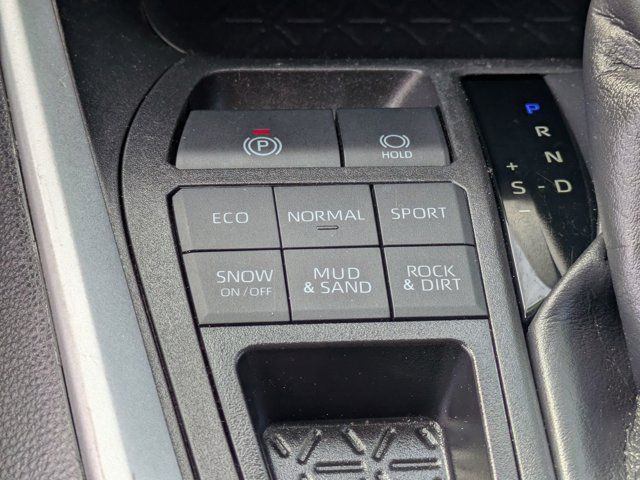 P
HOLD
ECO
NORMAL
SPORT
SNOW
ON / OFF
MUD
& SAND
ROCK
& DIRT
P
R
N
+
S - D
−